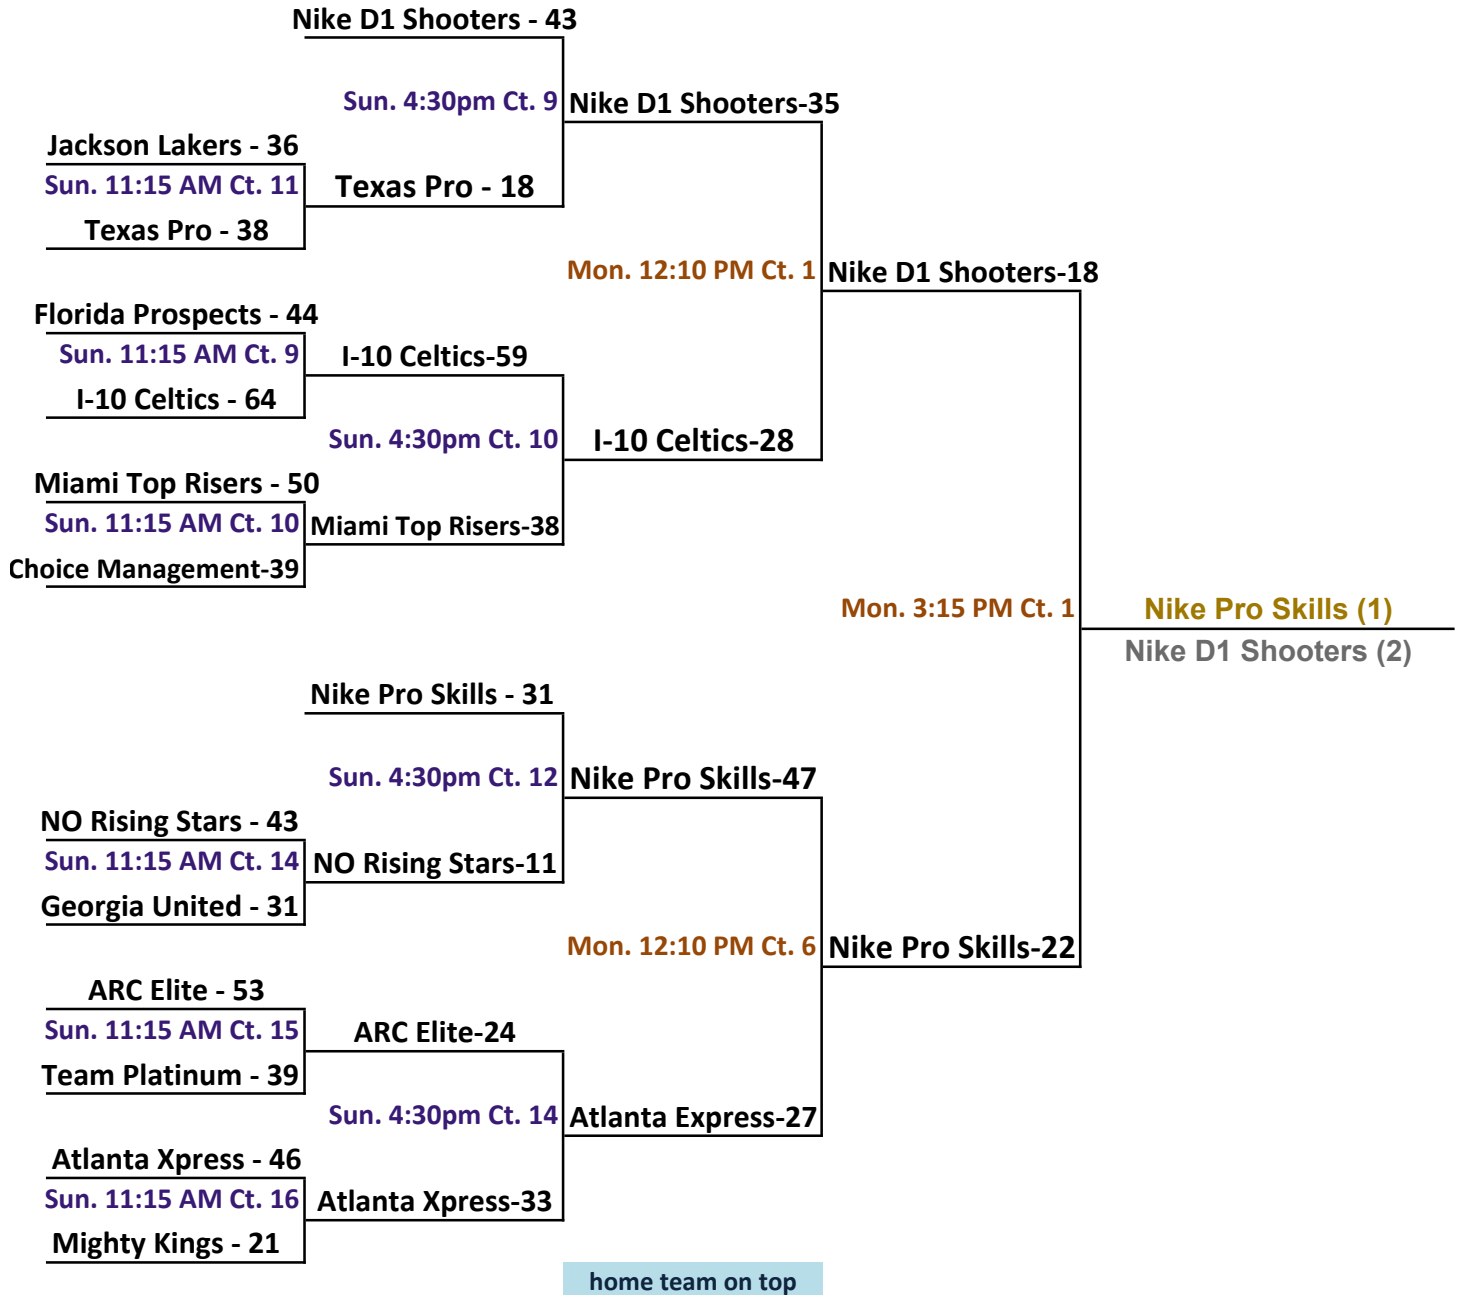 Nike D1 Shooters - 43
Sun. 4:30pm Ct. 9
Nike D1 Shooters-35
Jackson Lakers - 36
Sun. 11:15 AM Ct. 11
Texas Pro - 18
Texas Pro - 38
Mon. 12:10 PM Ct. 1
Nike D1 Shooters-18
Florida Prospects - 44
Sun. 11:15 AM Ct. 9
I-10 Celtics-59
I-10 Celtics - 64
Sun. 4:30pm Ct. 10
I-10 Celtics-28
Miami Top Risers - 50
Sun. 11:15 AM Ct. 10
Miami Top Risers-38
Choice Management-39
Mon. 3:15 PM Ct. 1
Nike Pro Skills (1)
Nike D1 Shooters (2)
Nike Pro Skills - 31
Sun. 4:30pm Ct. 12
Nike Pro Skills-47
NO Rising Stars - 43
Sun. 11:15 AM Ct. 14
NO Rising Stars-11
Georgia United - 31
Mon. 12:10 PM Ct. 6
Nike Pro Skills-22
ARC Elite - 53
Sun. 11:15 AM Ct. 15
ARC Elite-24
Team Platinum - 39
Sun. 4:30pm Ct. 14
Atlanta Express-27
Atlanta Xpress - 46
Sun. 11:15 AM Ct. 16
Atlanta Xpress-33
Mighty Kings - 21
home team on top